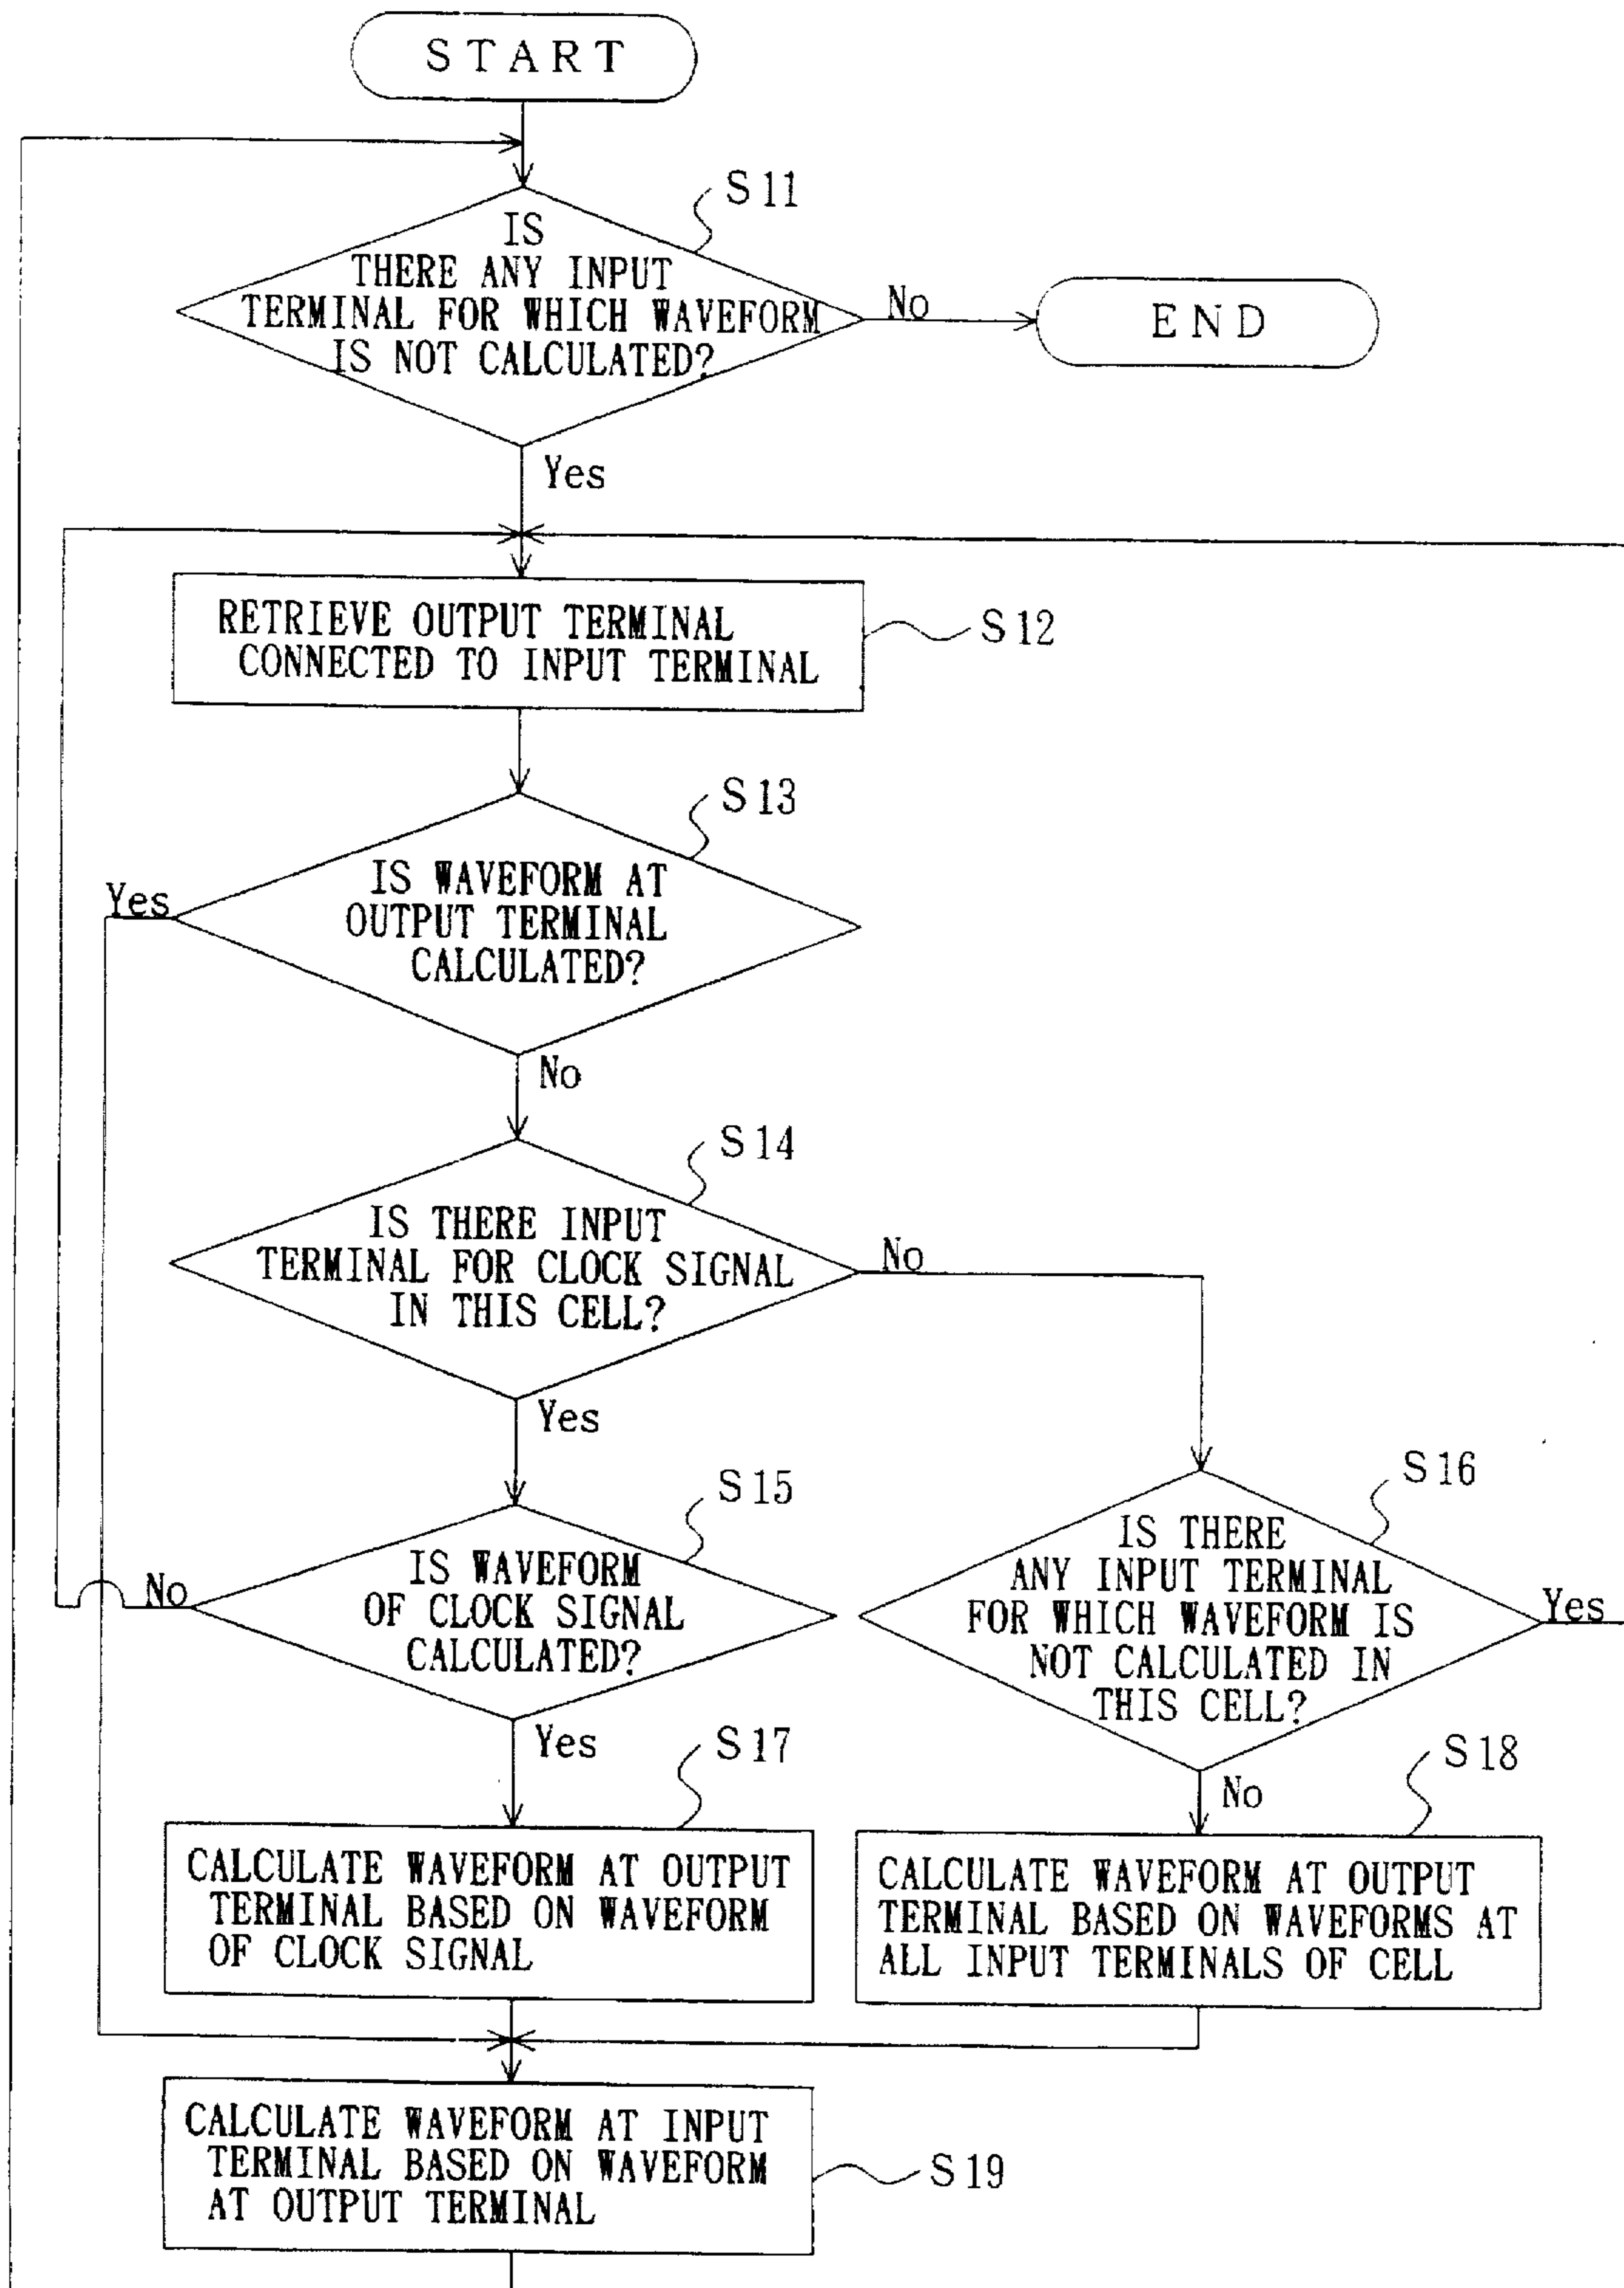 START
S11
IS
THERE ANY INPUT
TERMINAL FOR WHICH WAVEFORM
IS NOT CALCULATED?
No
END
Yes
RETRIEVE OUTPUT TERMINAL
CONNECTED TO INPUT TERMINAL
S12
S13
IS WAVEFORM AT
OUTPUT TERMINAL
CALCULATED?
Yes
No
S14
IS THERE INPUT
TERMINAL FOR CLOCK SIGNAL
IN THIS CELL?
No
Yes
S15
IS WAVEFORM
OF CLOCK SIGNAL
CALCULATED?
No
Yes
S16
IS THERE
ANY INPUT TERMINAL
FOR WHICH WAVEFORM IS
NOT CALCULATED IN
THIS CELL?
Yes
No
S17
CALCULATE WAVEFORM AT OUTPUT
TERMINAL BASED ON WAVEFORM
OF CLOCK SIGNAL
S18
CALCULATE WAVEFORM AT OUTPUT
TERMINAL BASED ON WAVEFORMS AT
ALL INPUT TERMINALS OF CELL
CALCULATE WAVEFORM AT INPUT
TERMINAL BASED ON WAVEFORM
AT OUTPUT TERMINAL
S19